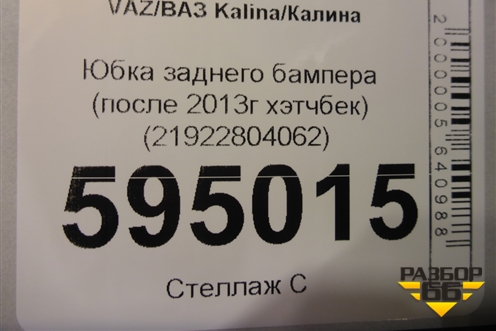 VAZ/ВАЗ Kalina/Калина
Юбка заднего бампера
(после 2013г хэтчбек)
(21922804062)
595015
Стеллаж С
2000005640988
РАЗБОР
66